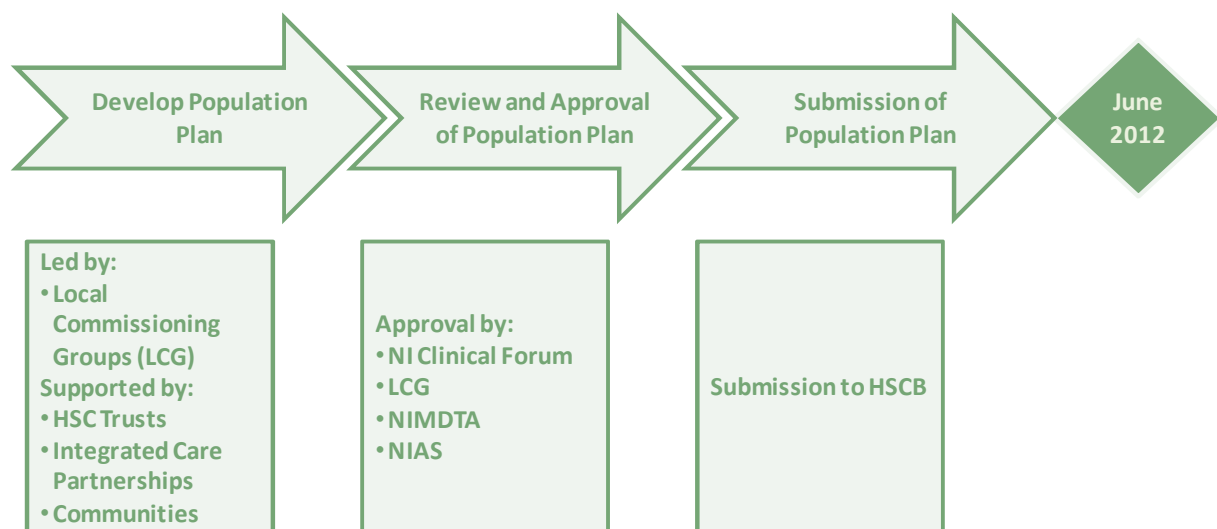 Develop Population
Plan
Review and Approval
of Population Plan
Submission of
Population Plan
June
2012
Led by:
• Local
Commissioning
Groups (LCG)
Supported by:
• HSC Trusts
• Integrated Care
Partnerships
• Communities
Approval by:
• NI Clinical Forum
• LCG
• NIMDTA
• NIAS
Submission to HSCB